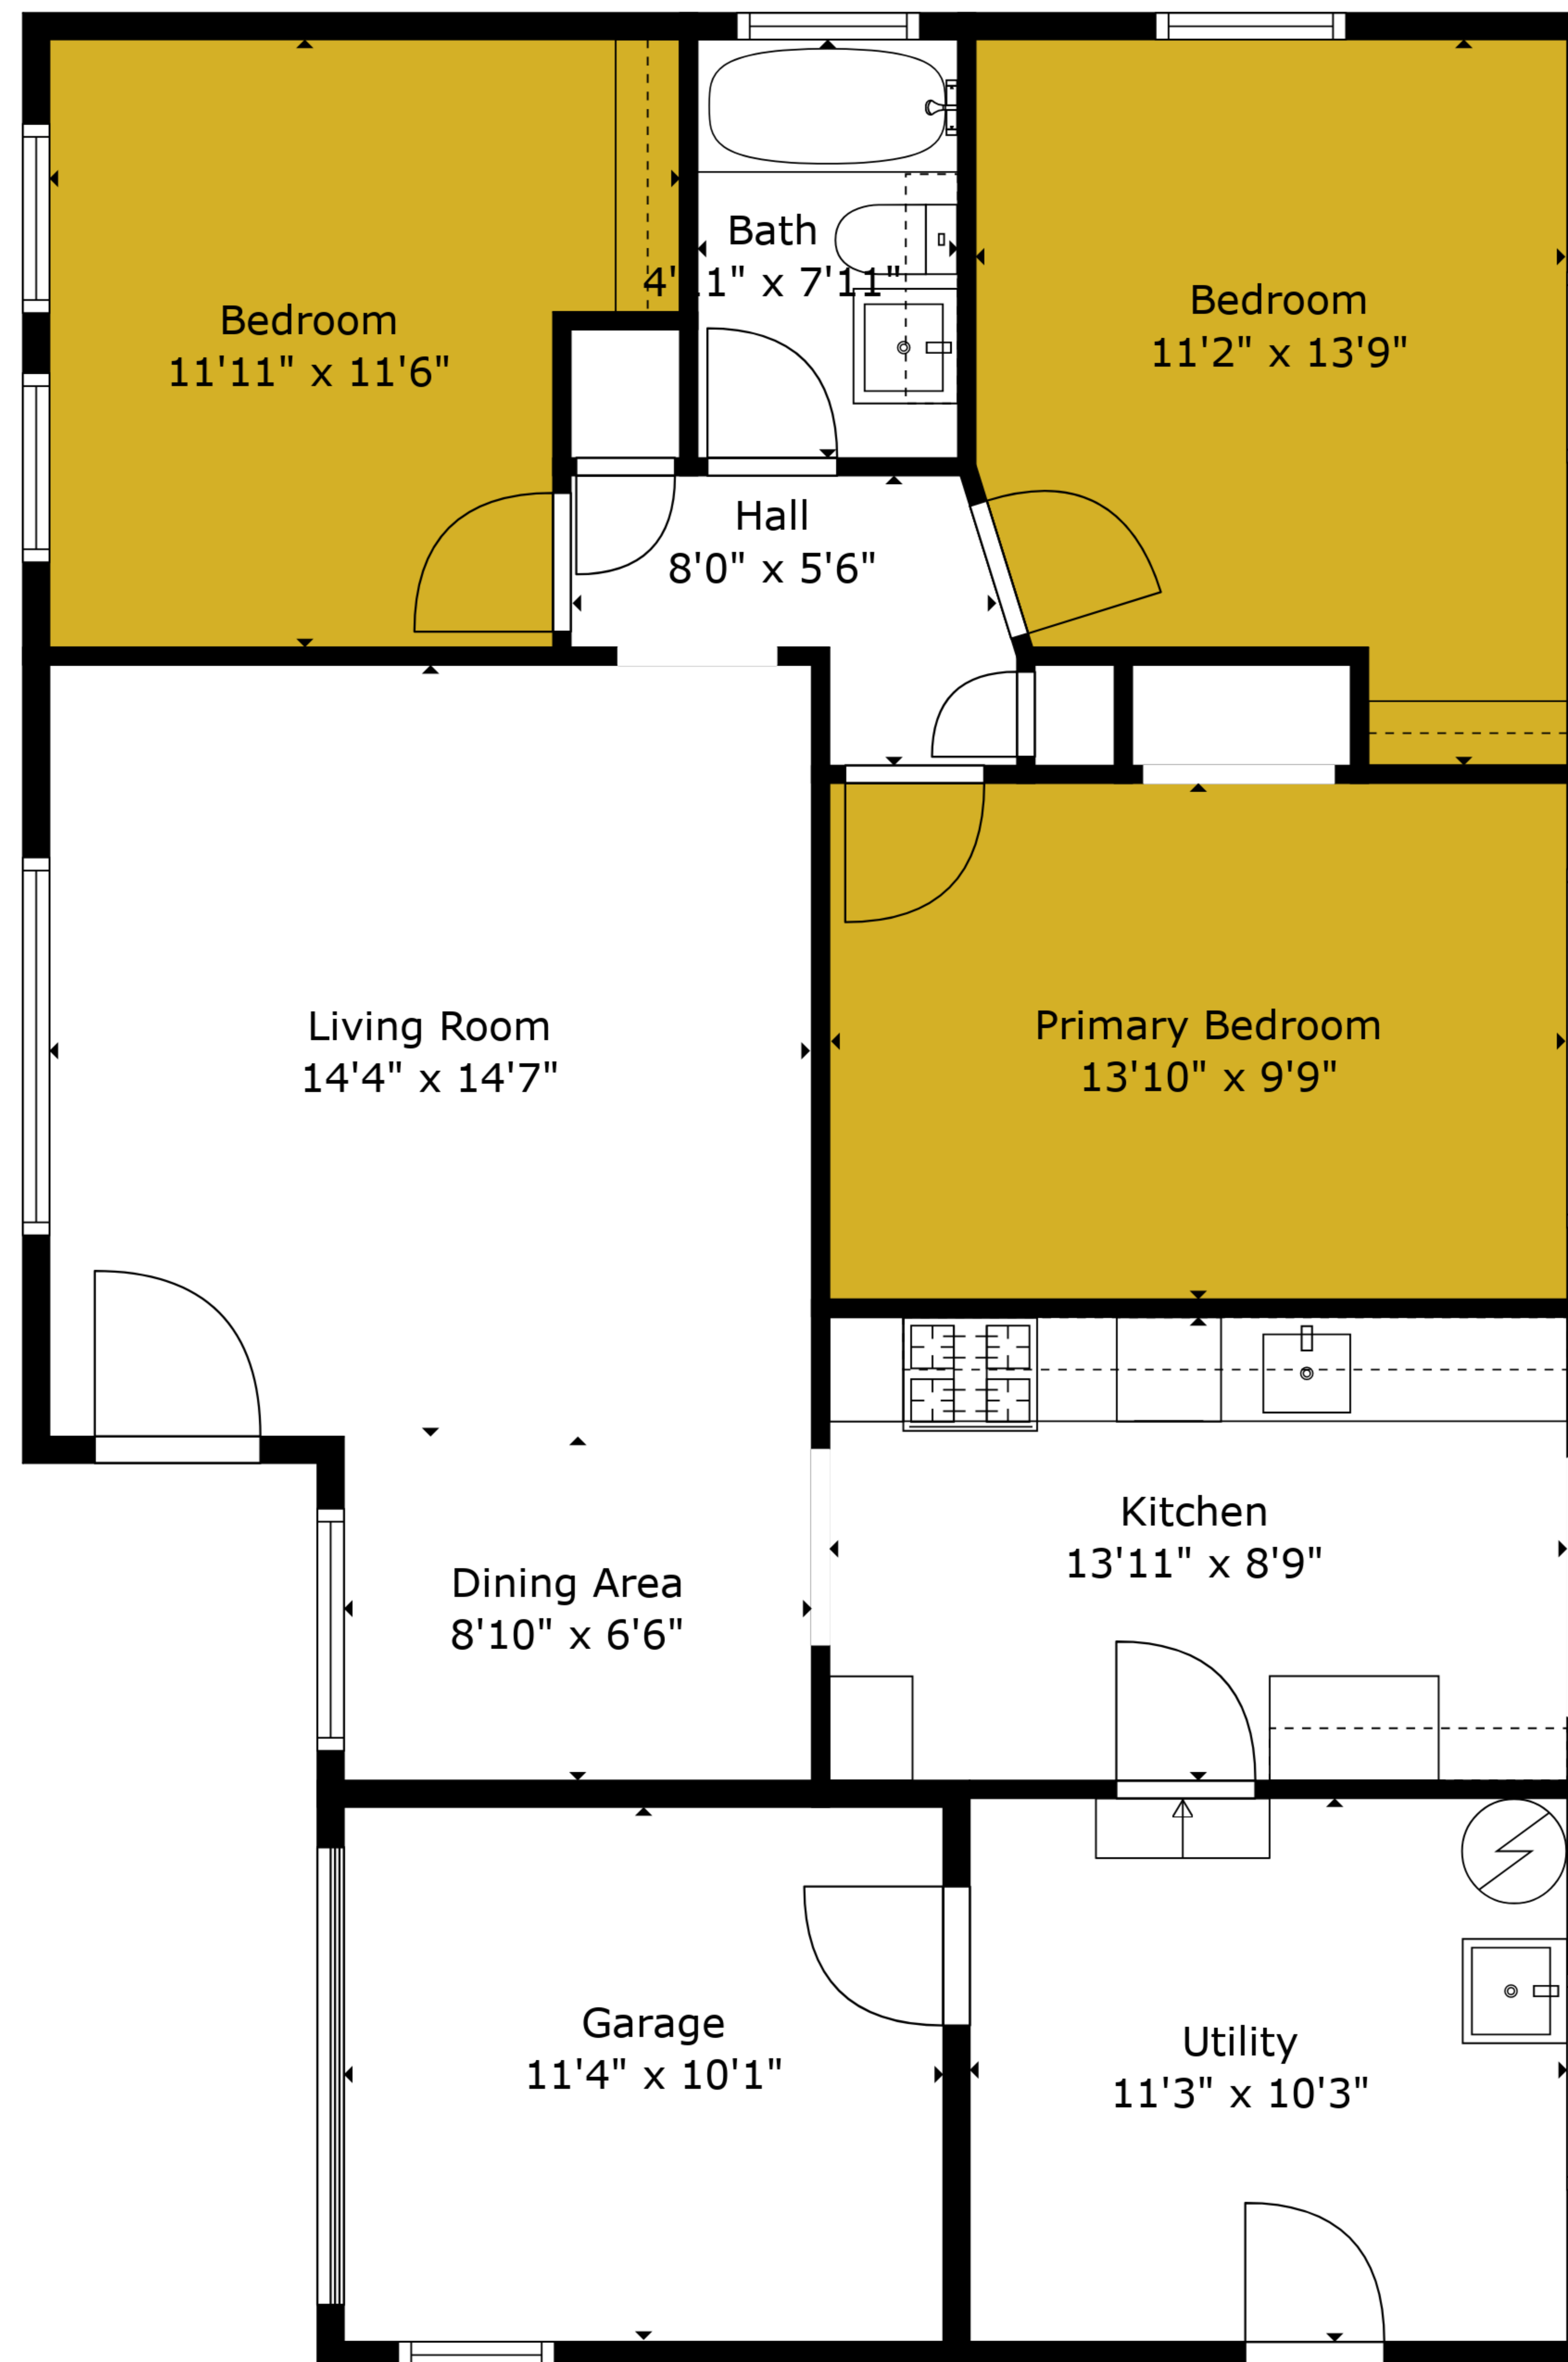 Bath
4'11" x 7'11"
Bedroom
11'11" x 11'6"
Bedroom
11'2" x 13'9"
Hall
8'0" x 5'6"
Living Room
14'4" x 14'7"
Primary Bedroom
13'10" x 9'9"
Kitchen
13'11" x 8'9"
Dining Area
8'10" x 6'6"
Garage
11'4" x 10'1"
Utility
11'3" x 10'3"